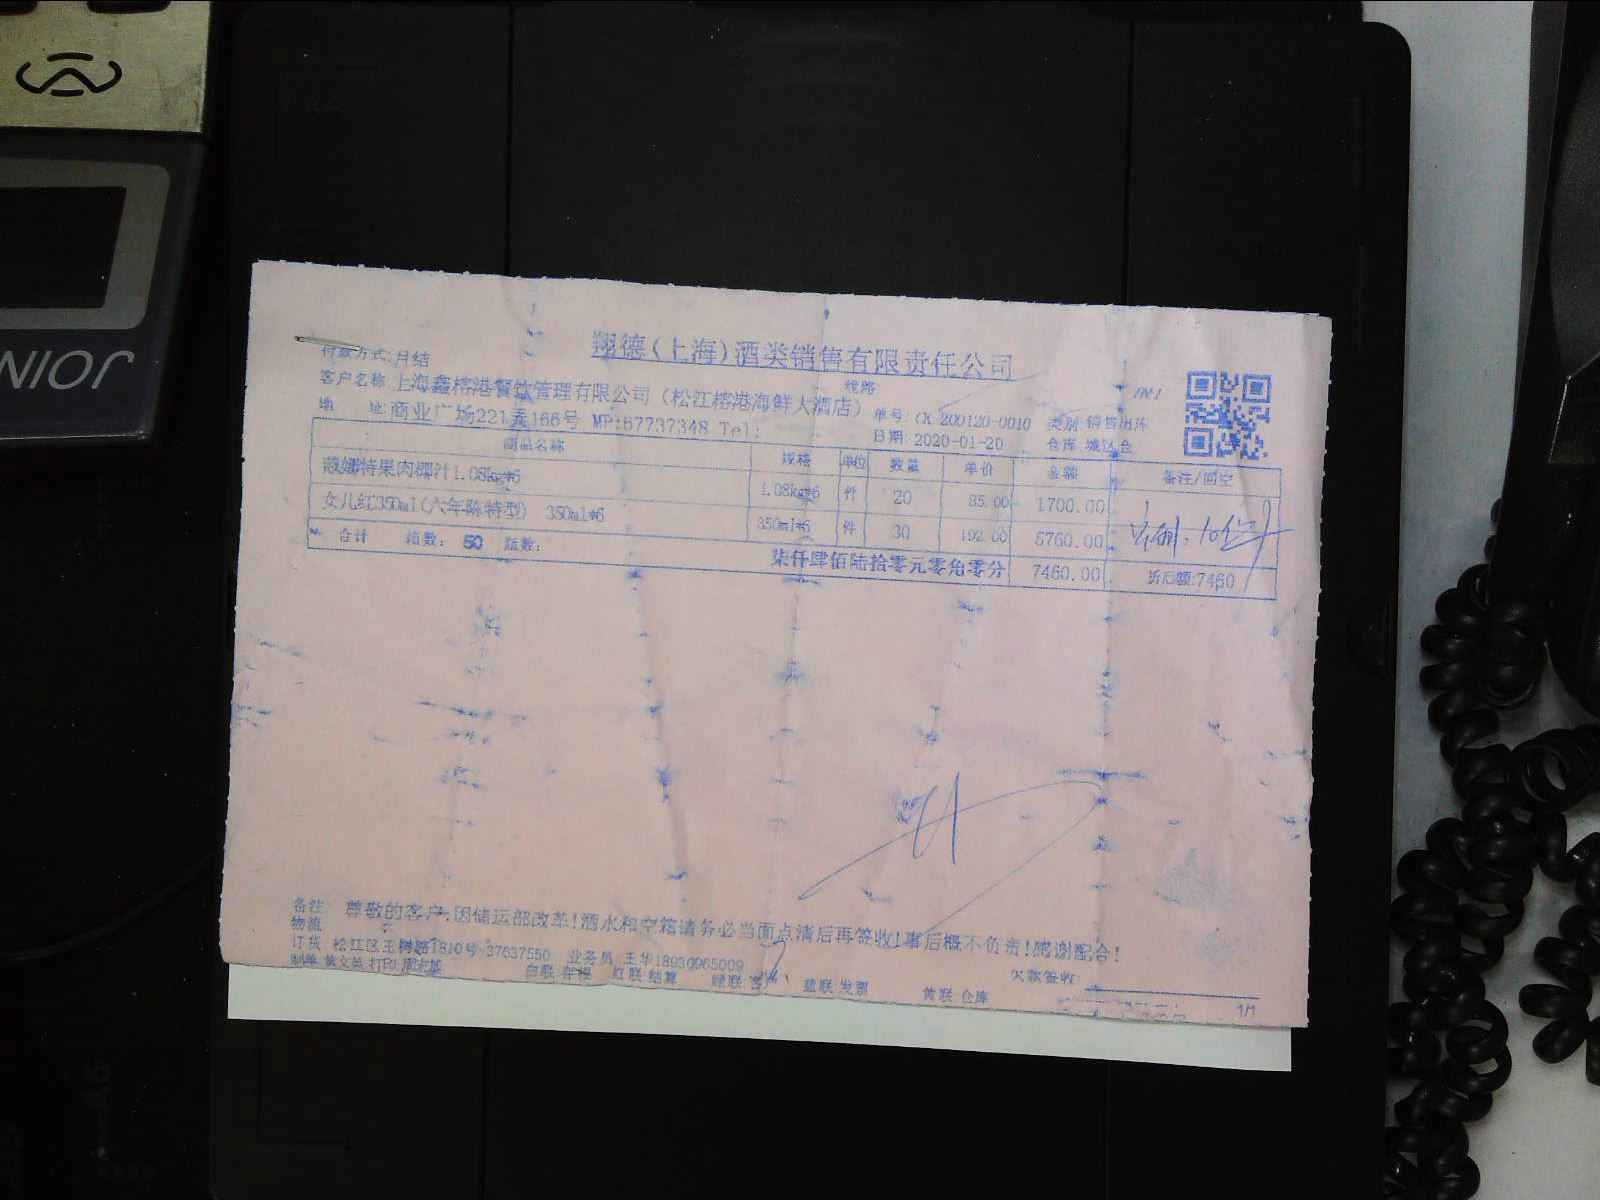 翔德(上海)酒类销售有限责任公司
付款方式:月结
线路
客户名称:上海鑫榕港餐饮管理有限公司(松江榕港海鲜大酒店)
单号: CK-200120-0010 类别:销售出库
地 址:商业广场221弄166号 MP:67737348 Tel:
日期: 2020-01-20 仓库:城区仓
商品名称 规格 单位 数量 单价 金额 备注/回空
特果肉椰汁1.08kg*6 1.08kg*6 件 20 85.00 1700.00
女儿红350ml(六年陈特型) 350ml*6 350ml*6 件 30 192.00 5760.00
合计 箱数: 50 瓶数: 柒仟肆佰陆拾零元零角零分 7460.00 折后额:7460
备注: 尊敬的客户:因储运部改革!酒水和空箱请务必当面点清后再签收!事后概不负责!感谢配合!
物流
订货 松江区玉树路1810号 37637550 业务员 王华18930965009
制单 黄文英 打印
白联:存根 红联:结算 绿联:客户 蓝联:发票 黄联:仓库
欠款签收:
1/1
JOIN